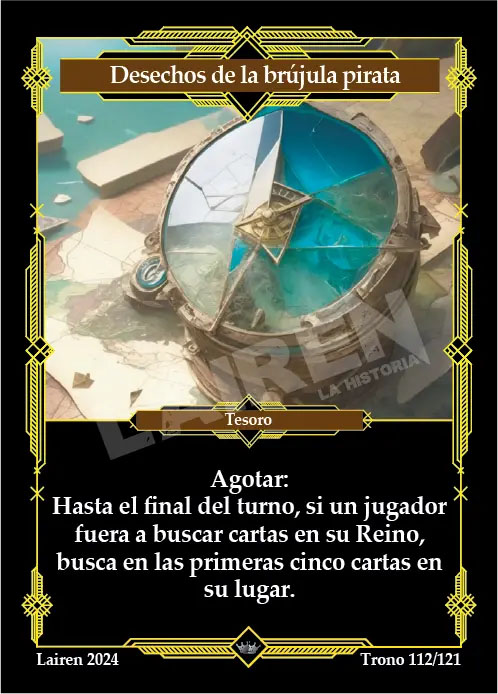 Desechos de la brújula pirata
LAIREN
LA HISTORIA
Tesoro
Agotar:
Hasta el final del turno, si un jugador
fuera a buscar cartas en su Reino,
busca en las primeras cinco cartas en
su lugar.
Lairen 2024
Trono 112/121